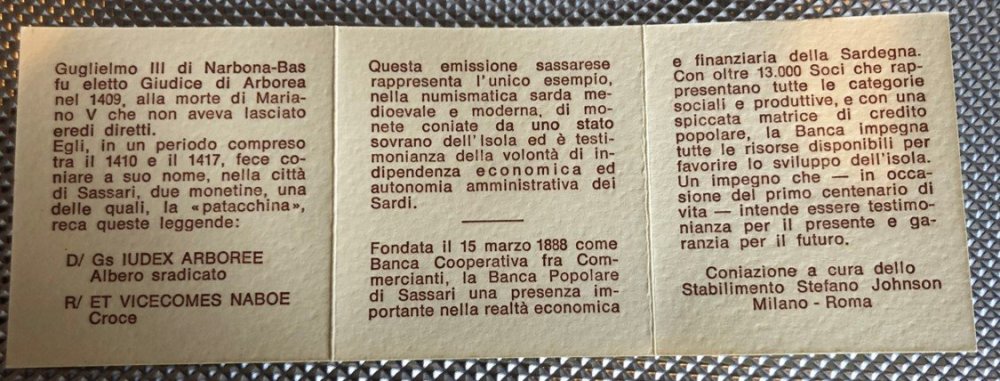 Guglielmo III di Narbona-Bas
fu eletto Giudice di Arborea
nel 1409, alla morte di Maria-
no V che non aveva lasciato
eredi diretti.
Egli, in un periodo compreso
tra il 1410 e il 1417, fece co-
niare a suo nome, nella città
di Sassari, due monetine, una
delle quali, la «patacchina»,
reca queste leggende:
D/ Gs IUDEX ARBOREE
Albero sradicato
R/ ET VICECOMES NABOE
Croce
Questa emissione sassarese
rappresenta l'unico esempio,
nella numismatica sarda me-
dioevale e moderna, di mo-
nete coniate da uno stato
sovrano dell'Isola ed è testi-
monianza della volontà di in-
dipendenza economica ed
autonomia amministrativa dei
Sardi.
Fondata il 15 marzo 1888 come
Banca Cooperativa fra Com-
mercianti, la Banca Popolare
di Sassari una presenza im-
portante nella realtà economica
e finanziaria della Sardegna.
Con oltre 13.000 Soci che rap-
presentano tutte le categorie
sociali e produttive, e con una
spiccata matrice di credito
popolare, la Banca impegna
tutte le risorse disponibili per
favorire lo sviluppo dell'isola.
Un impegno che — in occa-
sione del primo centenario di
vita — intende essere testimo-
nianza per il presente e ga-
ranzia per il futuro.
Coniazione a cura dello
Stabilimento Stefano Johnson
Milano - Roma